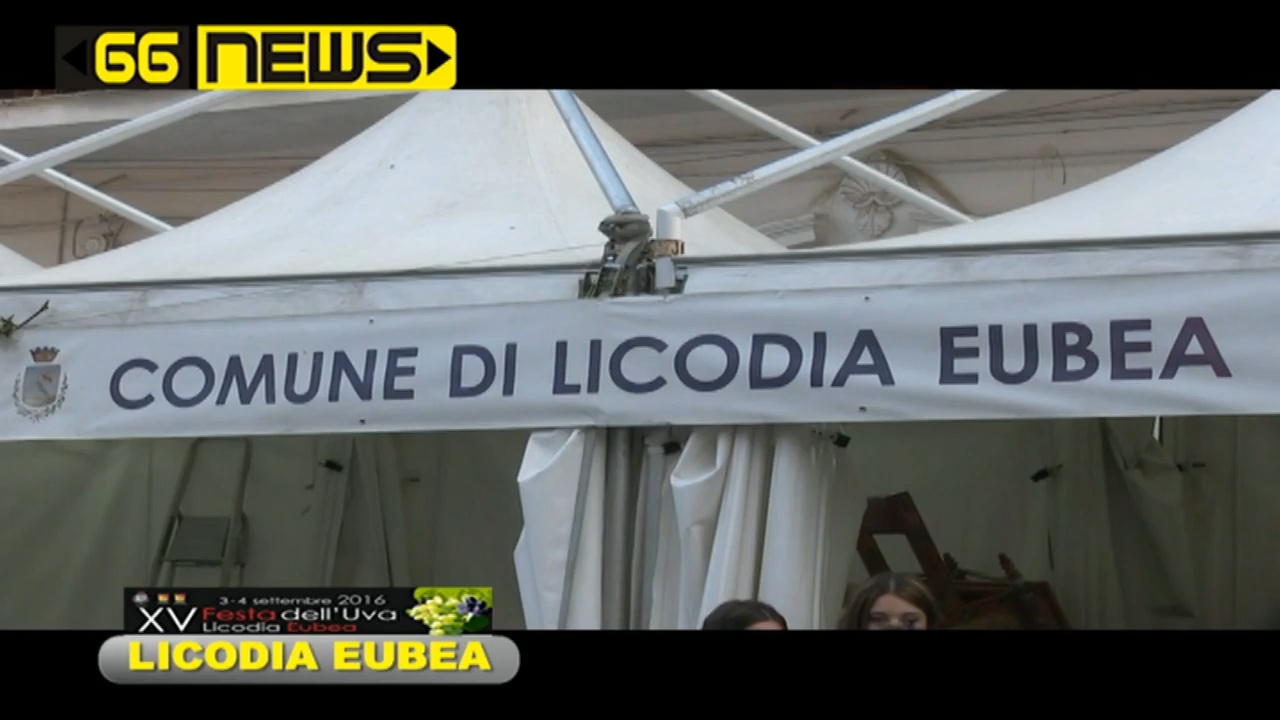 66 NEWS
COMUNE DI LICODIA EUBEA
3-4 settembre 2016
XV Festa dell'Uva
Licodia Eubea
LICODIA EUBEA